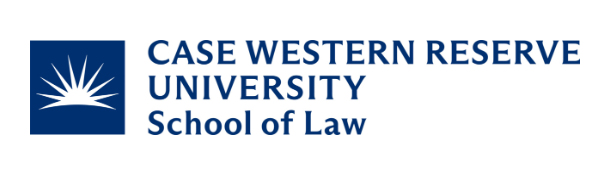 CASE WESTERN RESERVE
UNIVERSITY
School of Law